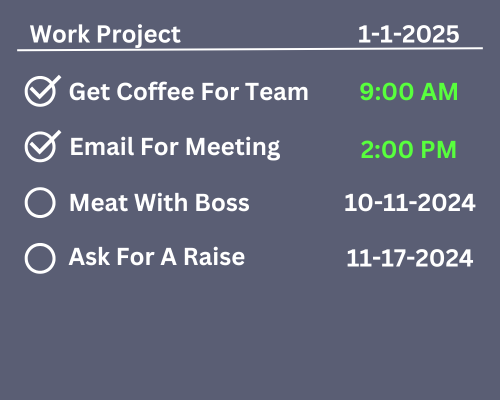 Work Project 1-1-2025
Get Coffee For Team 9:00 AM
Email For Meeting 2:00 PM
Meat With Boss 10-11-2024
Ask For A Raise 11-17-2024